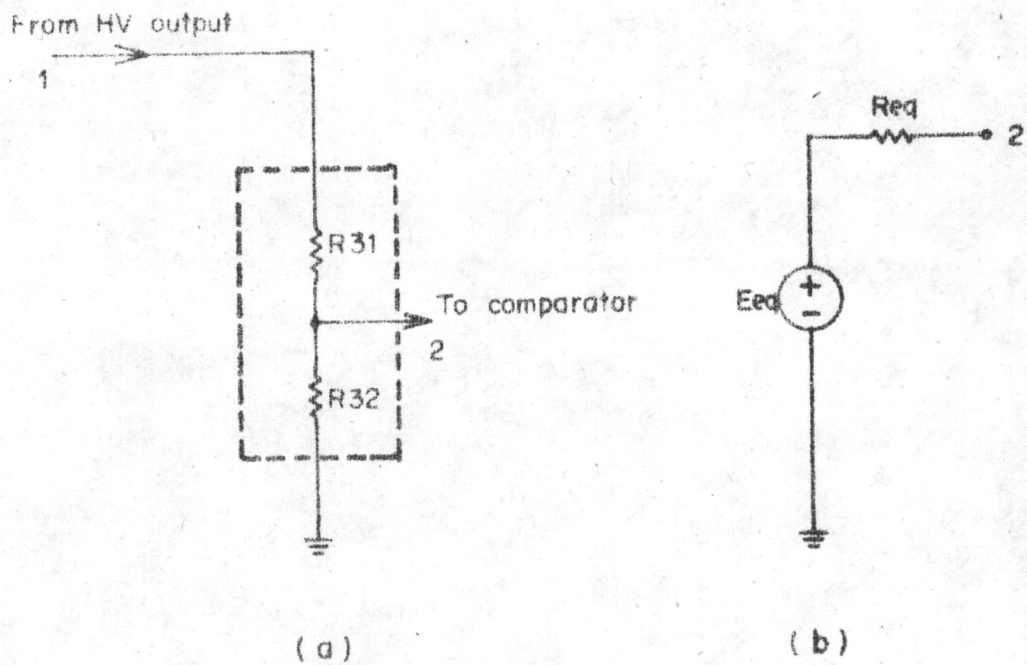 From HV output
1
R31
To comparator
2
R32
(a)
Req
2
+
Eeq
-
(b)